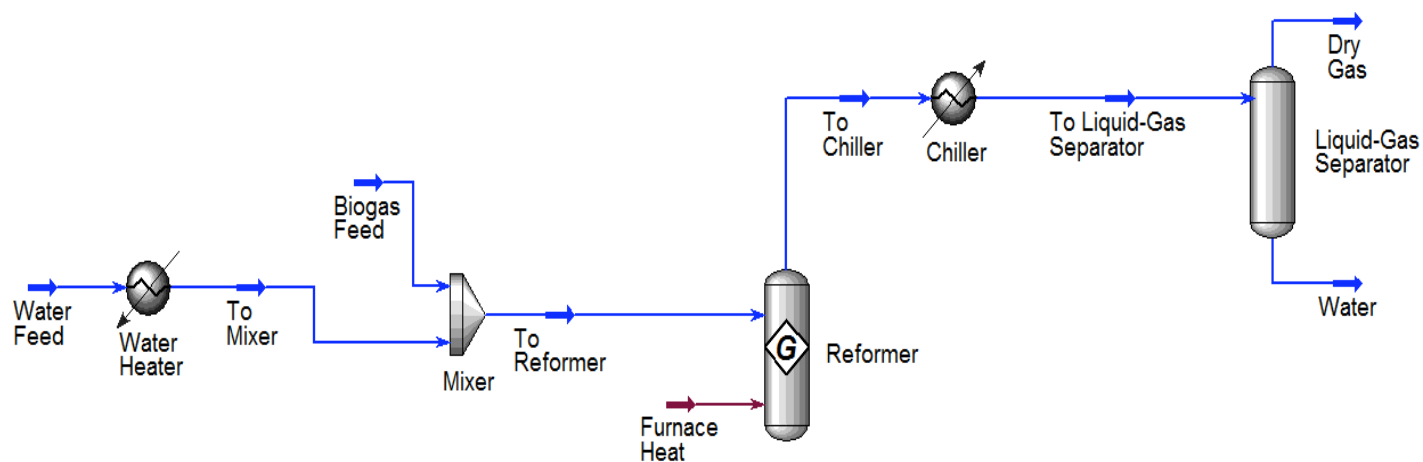 Water
Feed
Water
Heater
To
Mixer
Biogas
Feed
Mixer
To
Reformer
Furnace
Heat
G
Reformer
To
Chiller
Chiller
To Liquid-Gas
Separator
Dry
Gas
Liquid-Gas
Separator
Water